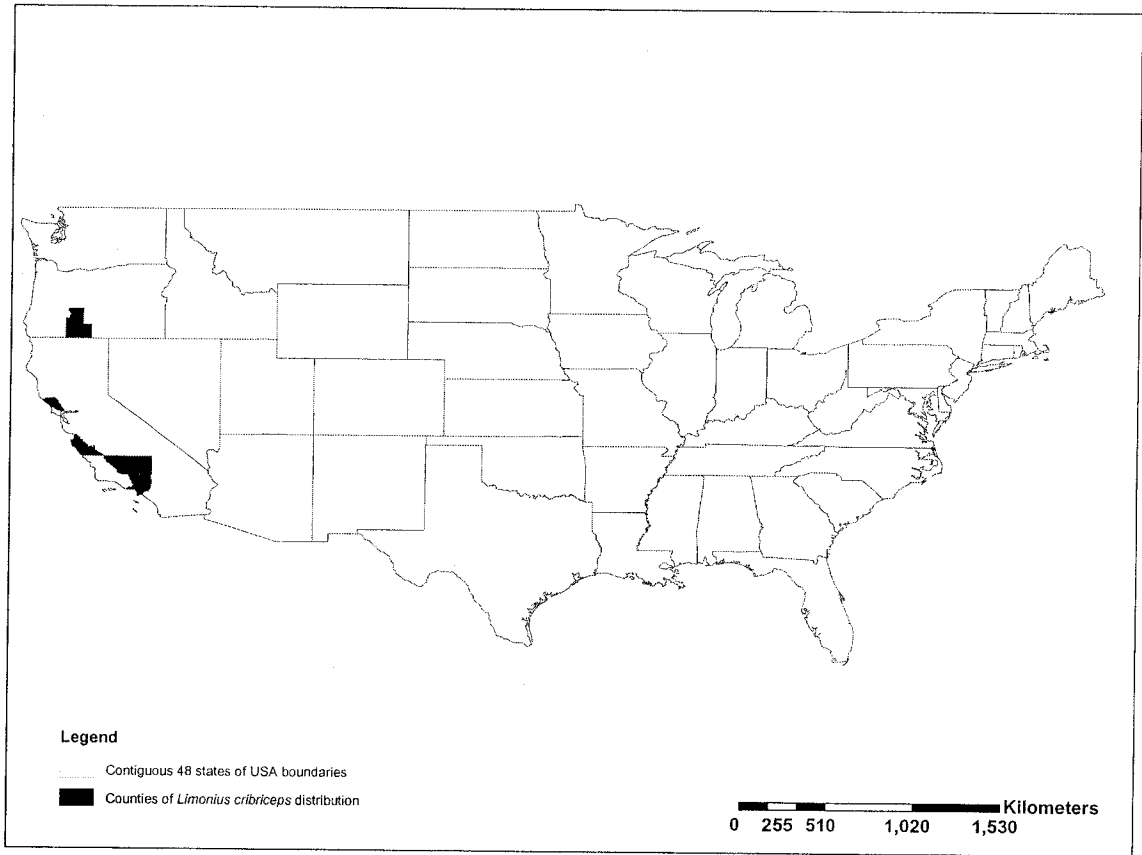 Legend
Contiguous 48 states of USA boundaries
Counties of Limonius cribriceps distribution
Kilometers
0 255 510 1,020 1,530